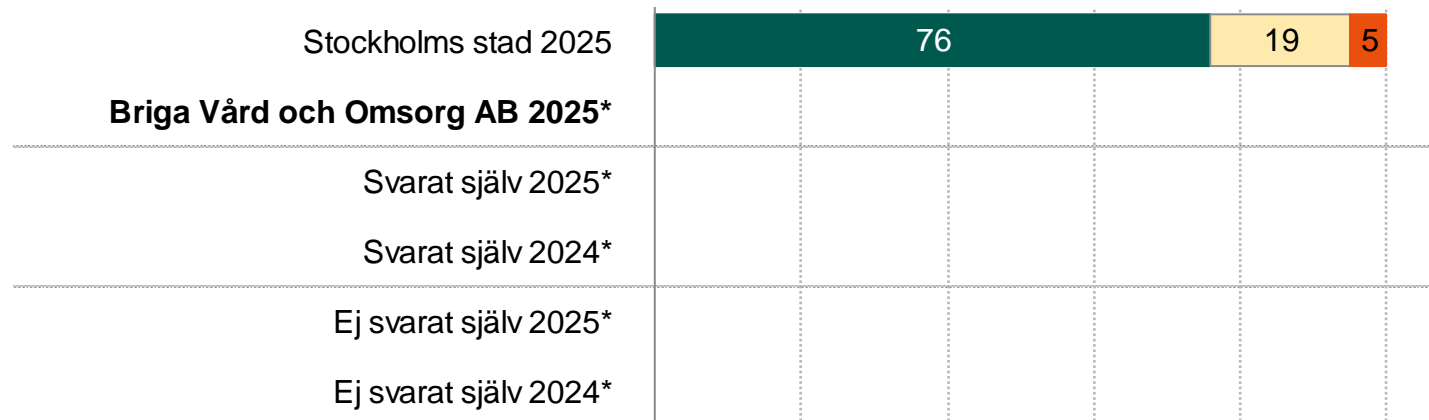 Stockholms stad 2025 76 19 5
Briga Vård och Omsorg AB 2025*
Svarat själv 2025*
Svarat själv 2024*
Ej svarat själv 2025*
Ej svarat själv 2024*